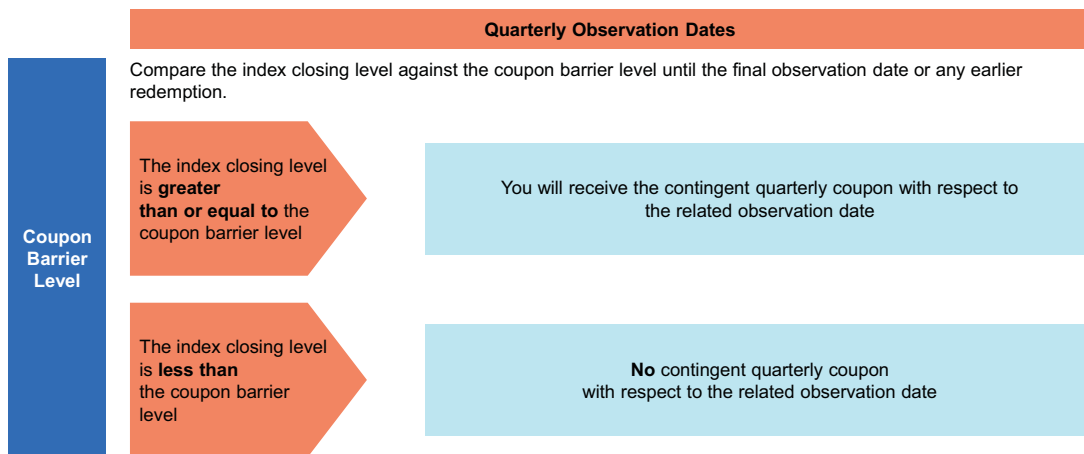 Quarterly Observation Dates
Compare the index closing level against the coupon barrier level until the final observation date or any earlier
redemption.
Coupon
Barrier
Level
The index closing level
is greater
than or equal to the
coupon barrier level
You will receive the contingent quarterly coupon with respect to
the related observation date
The index closing level
is less than
the coupon barrier
level
No contingent quarterly coupon
with respect to the related observation date